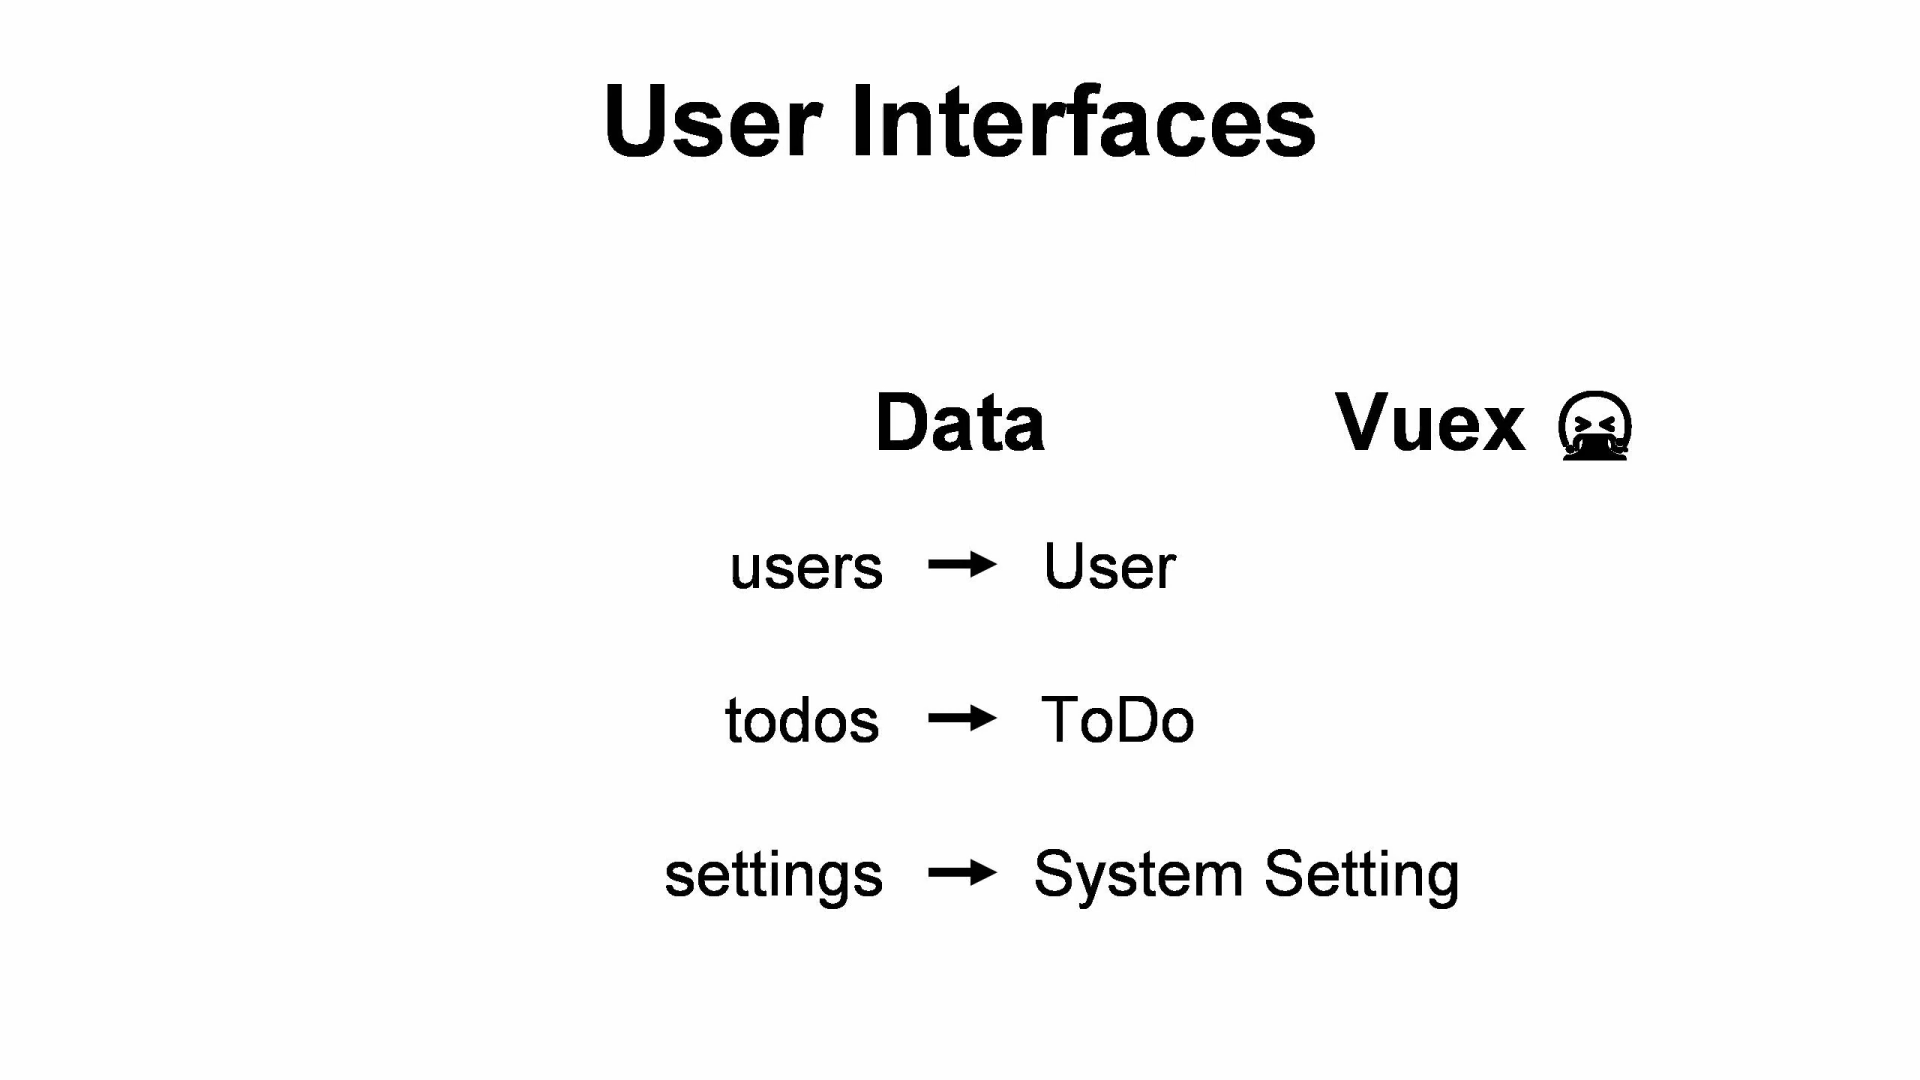 User Interfaces
Data Vuex 🤮
users → User
todos → ToDo
settings → System Setting